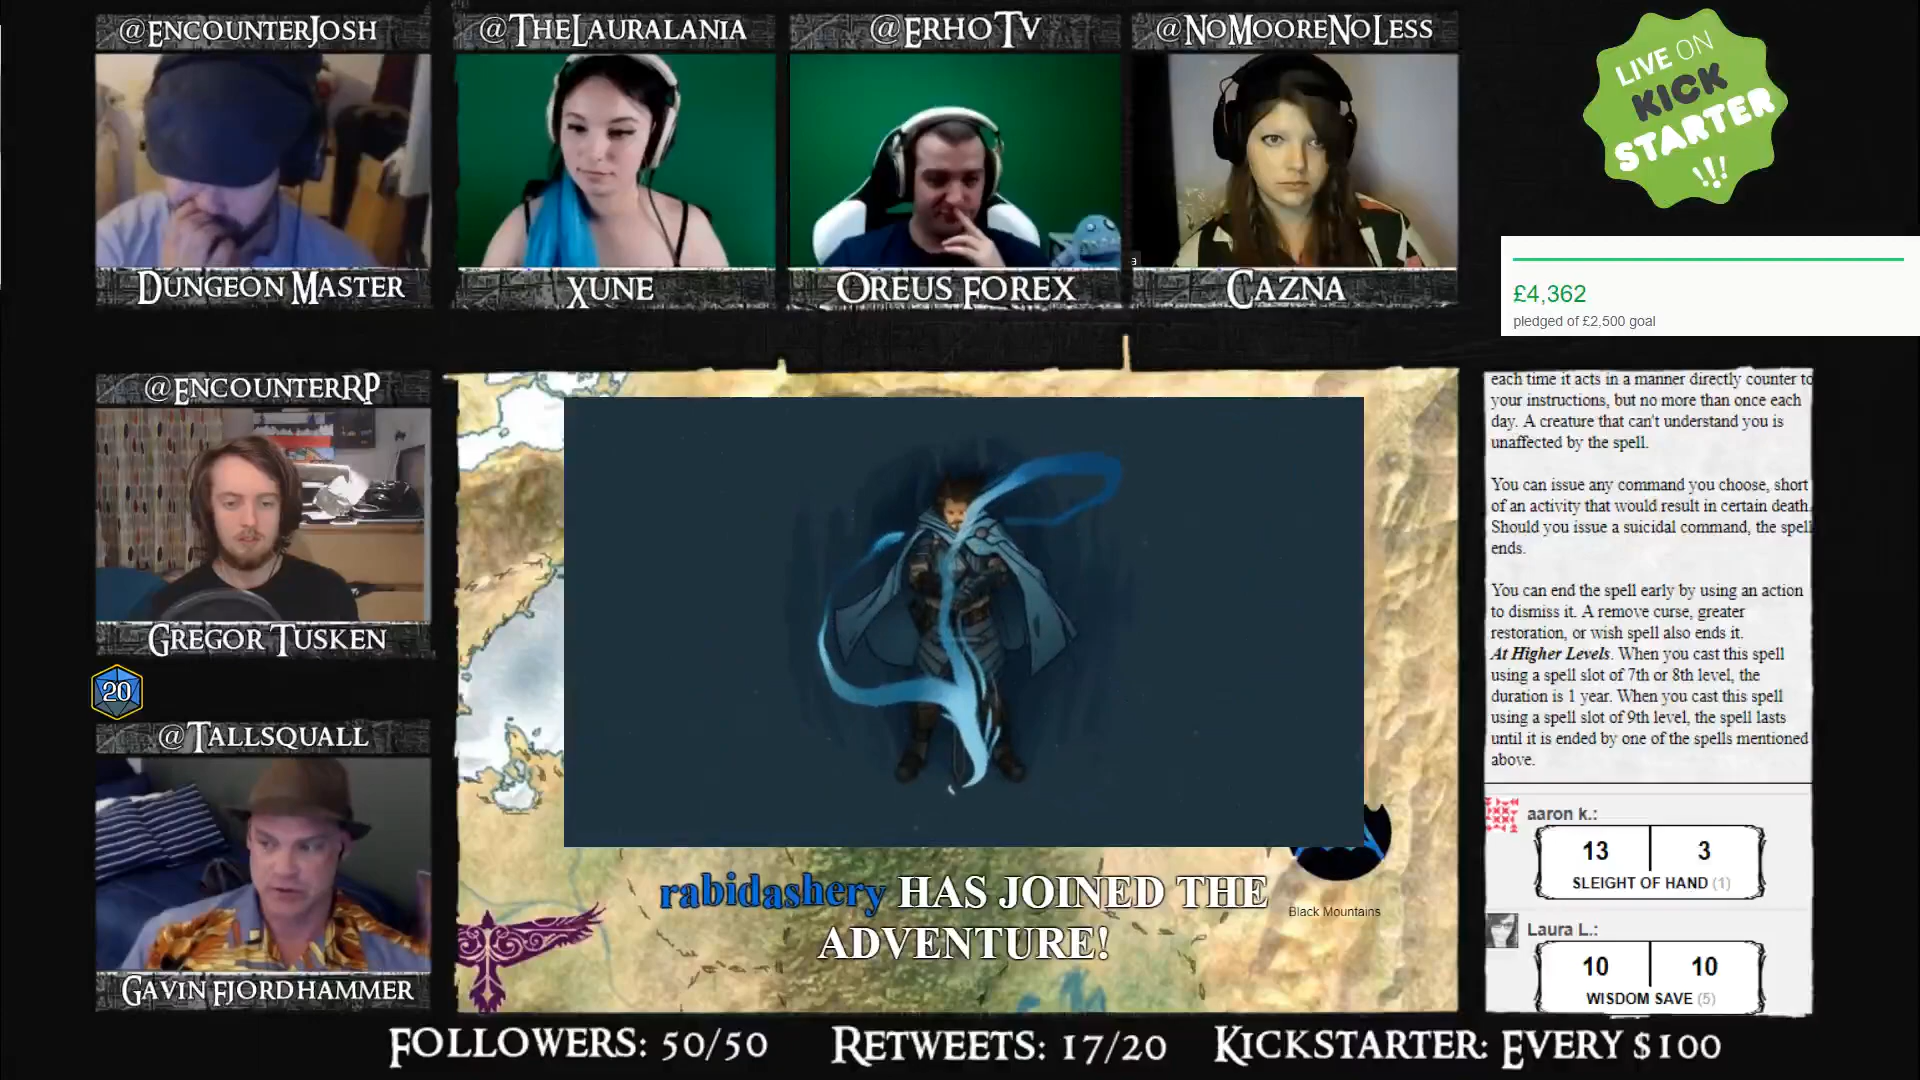 @EncounterJosh
@TheLauralania
@ErhoTv
@NoMooreNoLess
LIVE ON
KICK
STARTER
!!!
Dungeon Master
Xune
Oreus Forex
Cazna
a
£4,362
pledged of £2,500 goal
@EncounterRP
Gregor Tusken
20
@Tallsquall
Gavin Fjordhammer
rabidashery HAS JOINED THE
ADVENTURE!
Black Mountains
each time it acts in a manner directly counter to
your instructions, but no more than once each
day. A creature that can't understand you is
unaffected by the spell.
You can issue any command you choose, short
of an activity that would result in certain death.
Should you issue a suicidal command, the spell
ends.
You can end the spell early by using an action
to dismiss it. A remove curse, greater
restoration, or wish spell also ends it.
At Higher Levels. When you cast this spell
using a spell slot of 7th or 8th level, the
duration is 1 year. When you cast this spell
using a spell slot of 9th level, the spell lasts
until it is ended by one of the spells mentioned
above.
aaron k.:
13 3
SLEIGHT OF HAND (1)
Laura L.:
10 10
WISDOM SAVE (5)
Followers: 50/50 Retweets: 17/20 Kickstarter: Every $100